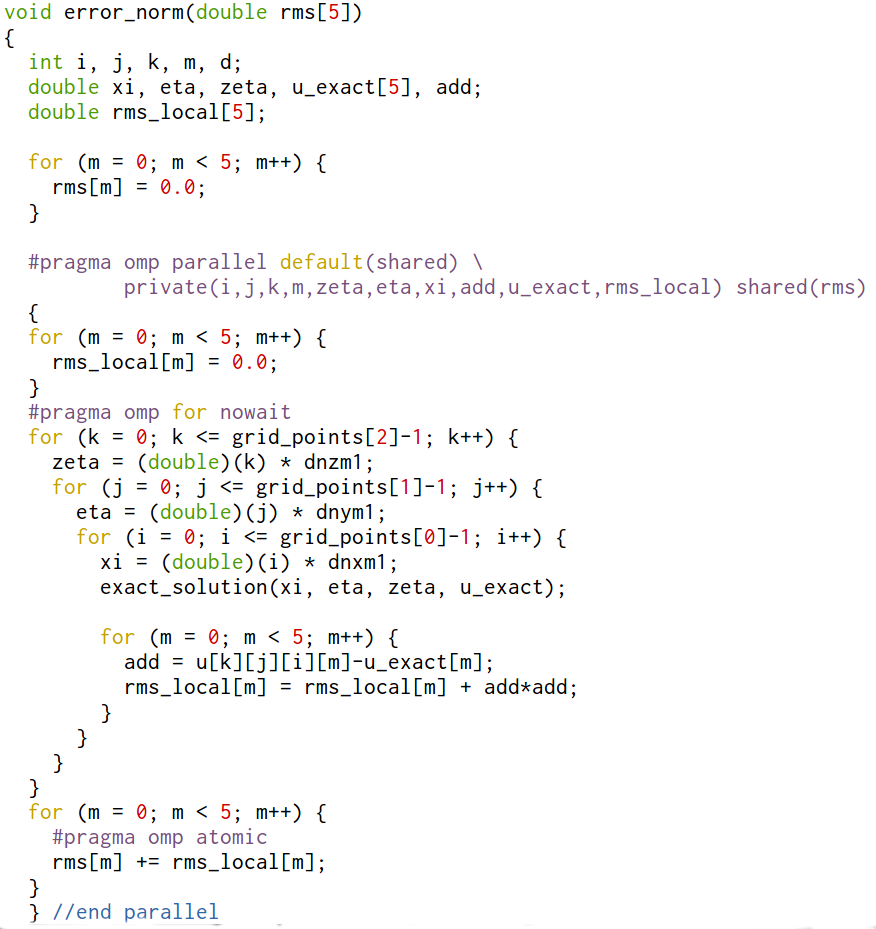 void error_norm(double rms[5])
{
  int i, j, k, m, d;
  double xi, eta, zeta, u_exact[5], add;
  double rms_local[5];

  for (m = 0; m < 5; m++) {
    rms[m] = 0.0;
  }

  #pragma omp parallel default(shared) \
          private(i,j,k,m,zeta,eta,xi,add,u_exact,rms_local) shared(rms)
  {
  for (m = 0; m < 5; m++) {
    rms_local[m] = 0.0;
  }
  #pragma omp for nowait
  for (k = 0; k <= grid_points[2]-1; k++) {
    zeta = (double)(k) * dnzm1;
    for (j = 0; j <= grid_points[1]-1; j++) {
      eta = (double)(j) * dnym1;
      for (i = 0; i <= grid_points[0]-1; i++) {
        xi = (double)(i) * dnxm1;
        exact_solution(xi, eta, zeta, u_exact);

        for (m = 0; m < 5; m++) {
          add = u[k][j][i][m]-u_exact[m];
          rms_local[m] = rms_local[m] + add*add;
        }
      }
    }
  }
  for (m = 0; m < 5; m++) {
    #pragma omp atomic
    rms[m] += rms_local[m];
  }
  } //end parallel